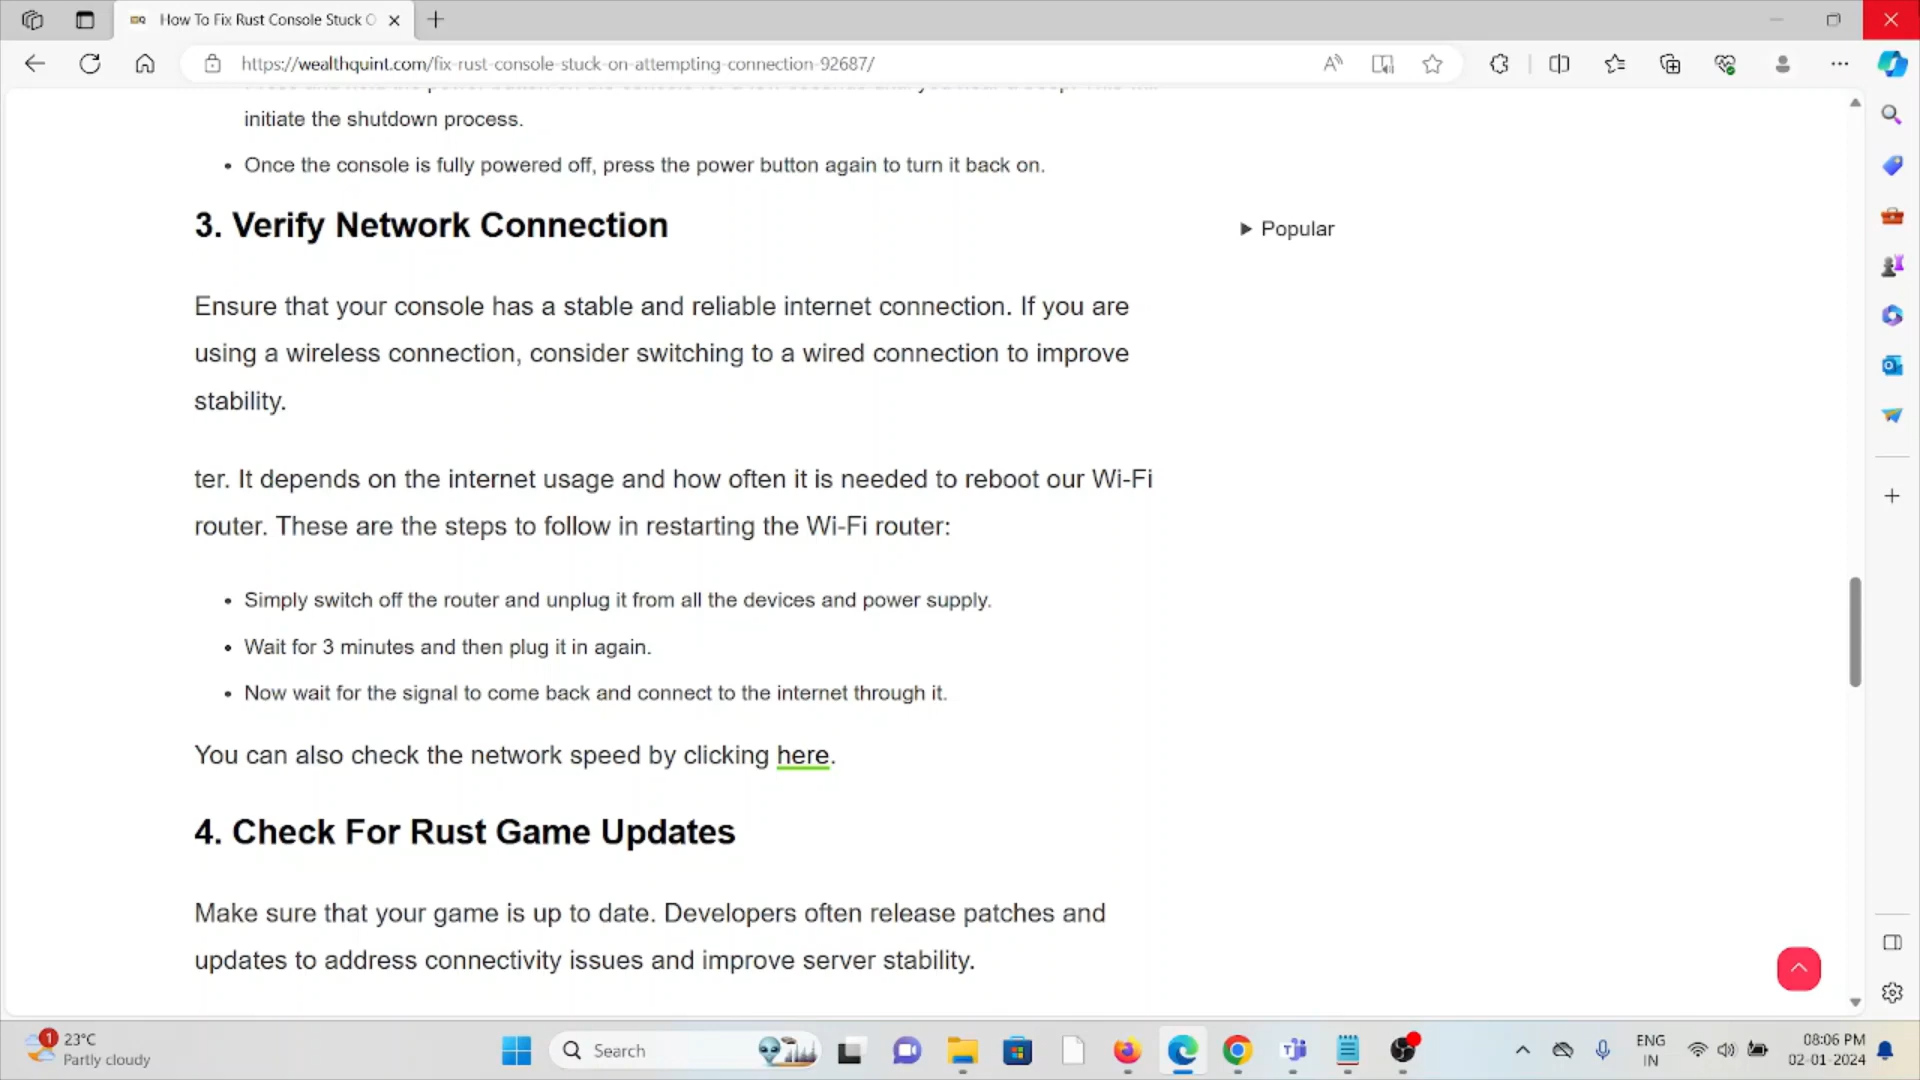 How To Fix Rust Console Stuck O
https://wealthquint.com/fix-rust-console-stuck-on-attempting-connection-92687/
initiate the shutdown process.
• Once the console is fully powered off, press the power button again to turn it back on.
3. Verify Network Connection
Popular
Ensure that your console has a stable and reliable internet connection. If you are
using a wireless connection, consider switching to a wired connection to improve
stability.
ter. It depends on the internet usage and how often it is needed to reboot our Wi-Fi
router. These are the steps to follow in restarting the Wi-Fi router:
• Simply switch off the router and unplug it from all the devices and power supply.
• Wait for 3 minutes and then plug it in again.
• Now wait for the signal to come back and connect to the internet through it.
You can also check the network speed by clicking here.
4. Check For Rust Game Updates
Make sure that your game is up to date. Developers often release patches and
updates to address connectivity issues and improve server stability.
1
23°C
Partly cloudy
Search
ENG
IN
08:06 PM
02-01-2024